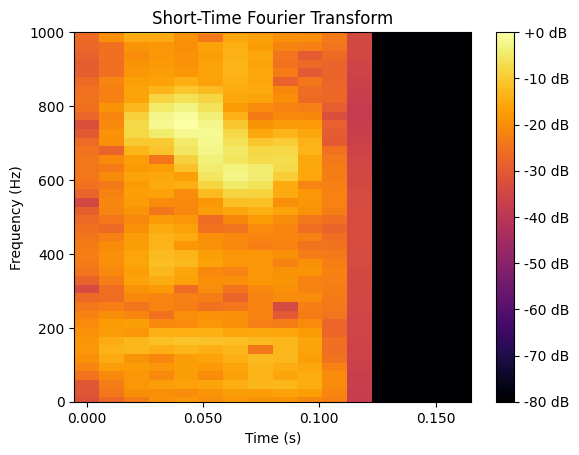 Short-Time Fourier Transform
1000
800
600
400
200
0
Frequency (Hz)
0.000
0.050
0.100
0.150
Time (s)
+0 dB
-10 dB
-20 dB
-30 dB
-40 dB
-50 dB
-60 dB
-70 dB
-80 dB